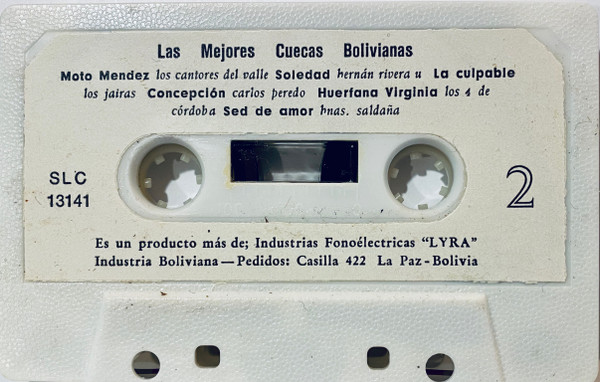 Las Mejores Cuecas Bolivianas
Moto Mendez los cantores del valle Soledad hernán rivera u La culpable
los jairas Concepción carlos peredo Huerfana Virginia los 4 de
córdoba Sed de amor hnas. saldaña
SLC
13141
2
Es un producto más de; Industrias Fonoélectricas “LYRA”
Industria Boliviana — Pedidos: Casilla 422 La Paz - Bolivia